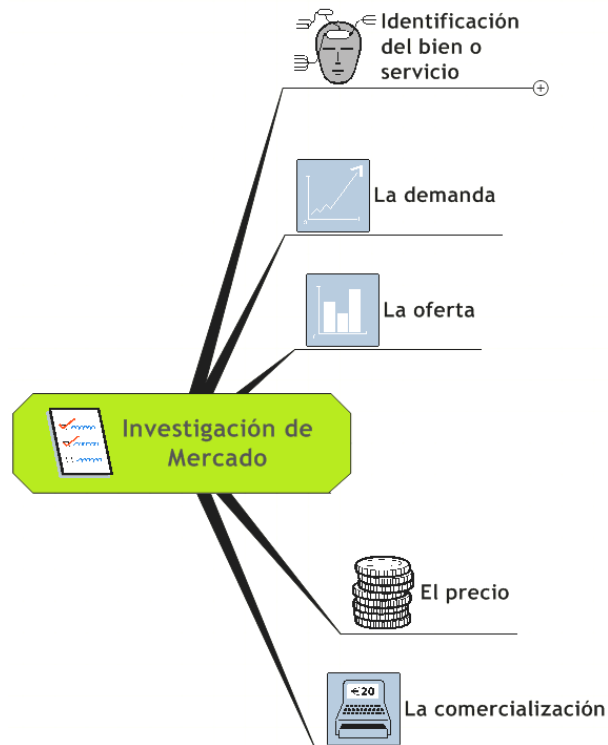 Identificación
del bien o
servicio
La demanda
La oferta
Investigación de
Mercado
El precio
€20
La comercialización